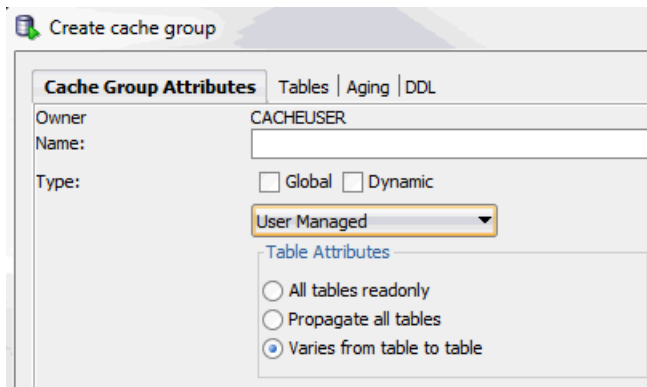 Create cache group
Cache Group Attributes Tables Aging DDL
Owner CACHEUSER
Name:
Type: Global Dynamic
User Managed
Table Attributes
All tables readonly
Propagate all tables
Varies from table to table